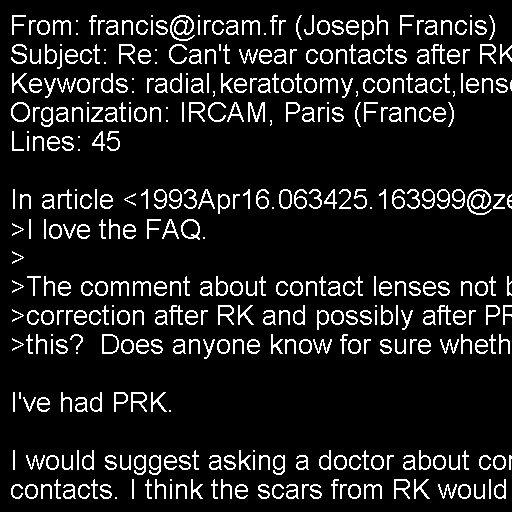 From: francis@ircam.fr (Joseph Francis)
Subject: Re: Can't wear contacts after RK
Keywords: radial,keratotomy,contact,lens
Organization: IRCAM, Paris (France)
Lines: 45

In article <1993Apr16.063425.163999@ze
>I love the FAQ.
>
>The comment about contact lenses not b
>correction after RK and possibly after PR
>this?  Does anyone know for sure wheth

I've had PRK.

I would suggest asking a doctor about co
contacts. I think the scars from RK would